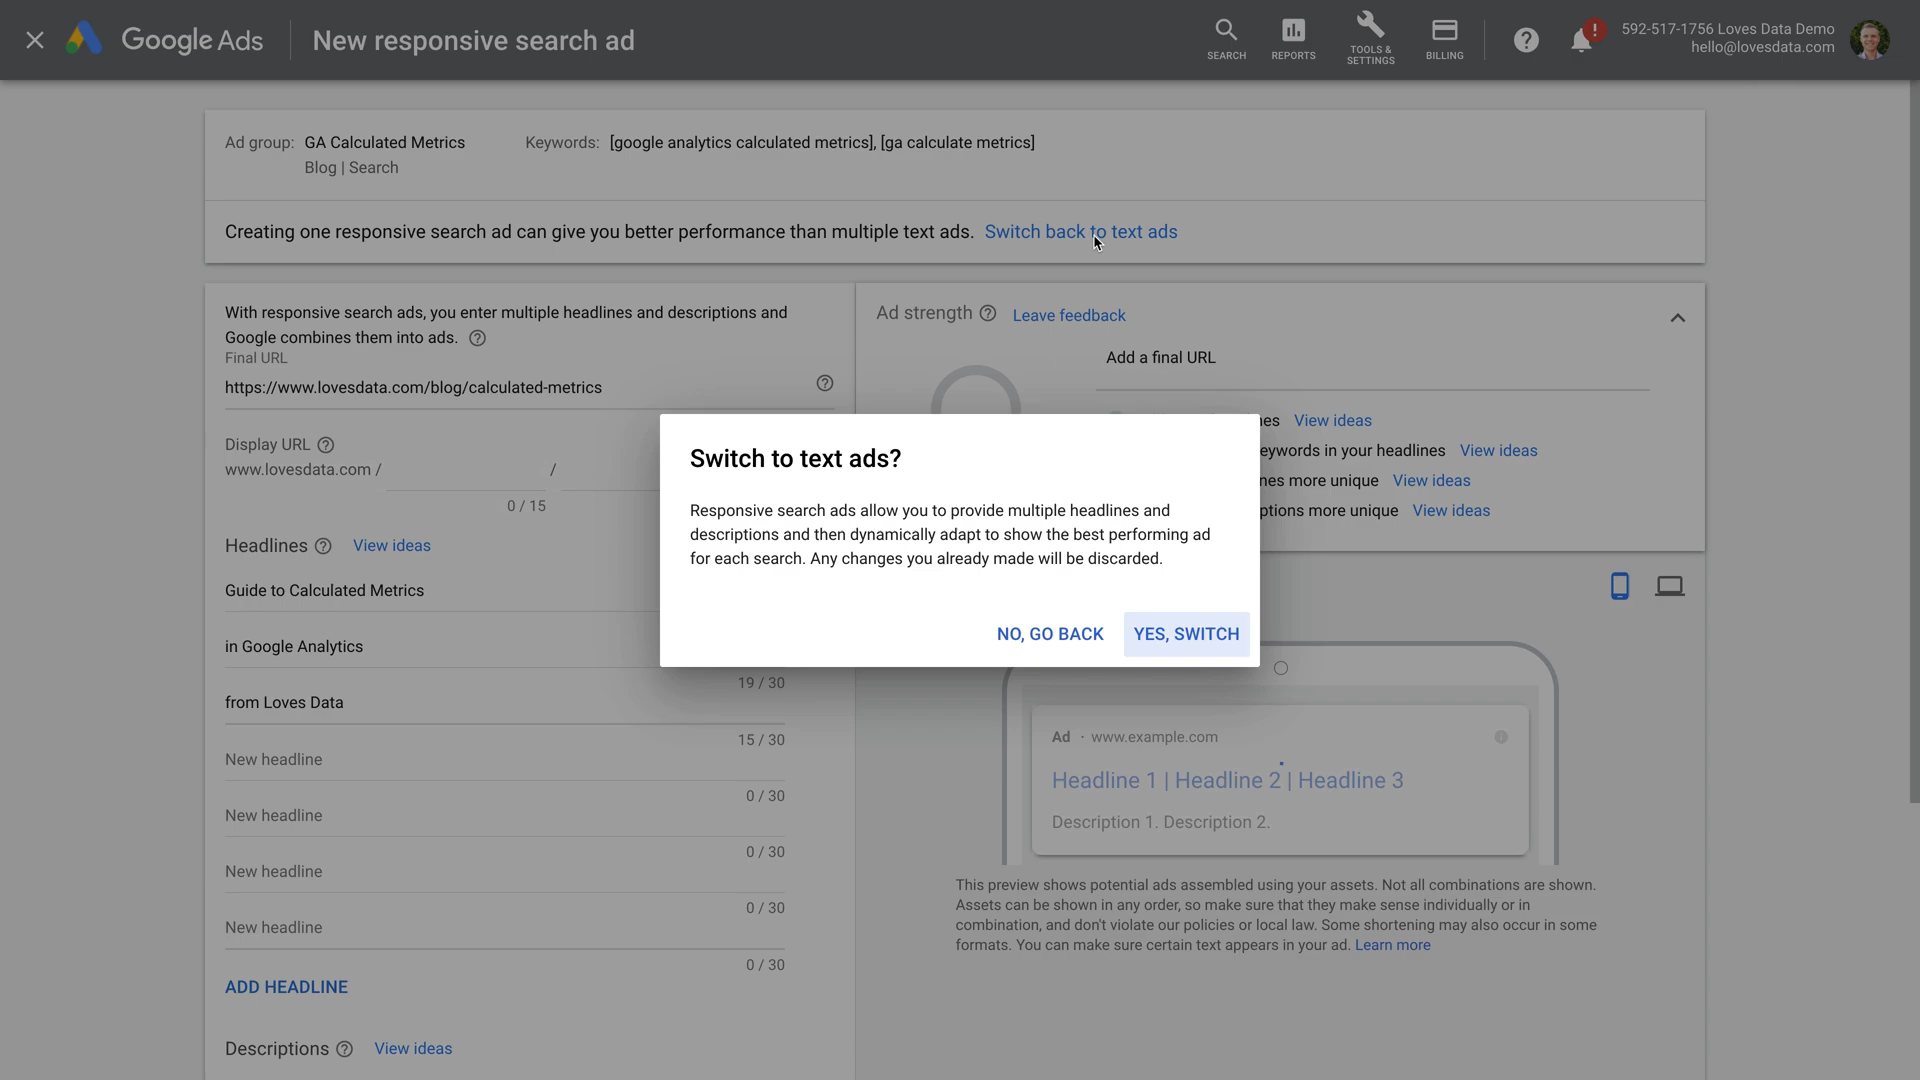 Google Ads
New responsive search ad
SEARCH
REPORTS
TOOLS &
SETTINGS
BILLING
!
592-517-1756 Loves Data Demo
hello@lovesdata.com
Ad group: GA Calculated Metrics
Blog | Search
Keywords: [google analytics calculated metrics], [ga calculate metrics]
Creating one responsive search ad can give you better performance than multiple text ads. Switch back to text ads
With responsive search ads, you enter multiple headlines and descriptions and
Google combines them into ads.
Final URL
https://www.lovesdata.com/blog/calculated-metrics
Display URL
www.lovesdata.com /
/
0 / 15
Headlines View ideas
Guide to Calculated Metrics
in Google Analytics
19 / 30
from Loves Data
15 / 30
New headline
0 / 30
New headline
0 / 30
New headline
0 / 30
New headline
0 / 30
ADD HEADLINE
Descriptions View ideas
Ad strength Leave feedback
Add a final URL
View ideas
in your headlines View ideas
more unique View ideas
more unique View ideas
Switch to text ads?
Responsive search ads allow you to provide multiple headlines and
descriptions and then dynamically adapt to show the best performing ad
for each search. Any changes you already made will be discarded.
NO, GO BACK
YES, SWITCH
Ad · www.example.com
Headline 1 | Headline 2 | Headline 3
Description 1. Description 2.
This preview shows potential ads assembled using your assets. Not all combinations are shown.
Assets can be shown in any order, so make sure that they make sense individually or in
combination, and don't violate our policies or local law. Some shortening may also occur in some
formats. You can make sure certain text appears in your ad. Learn more